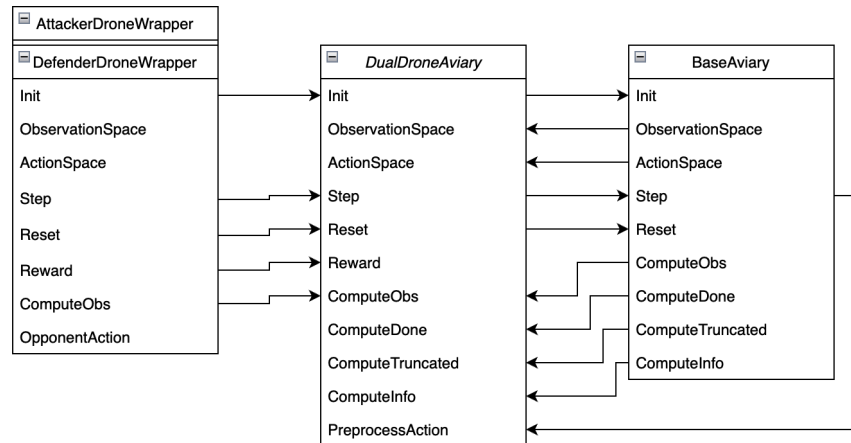 AttackerDroneWrapper
DefenderDroneWrapper
Init
ObservationSpace
ActionSpace
Step
Reset
Reward
ComputeObs
OpponentAction
DualDroneAviary
Init
ObservationSpace
ActionSpace
Step
Reset
Reward
ComputeObs
ComputeDone
ComputeTruncated
ComputeInfo
PreprocessAction
BaseAviary
Init
ObservationSpace
ActionSpace
Step
Reset
ComputeObs
ComputeDone
ComputeTruncated
ComputeInfo